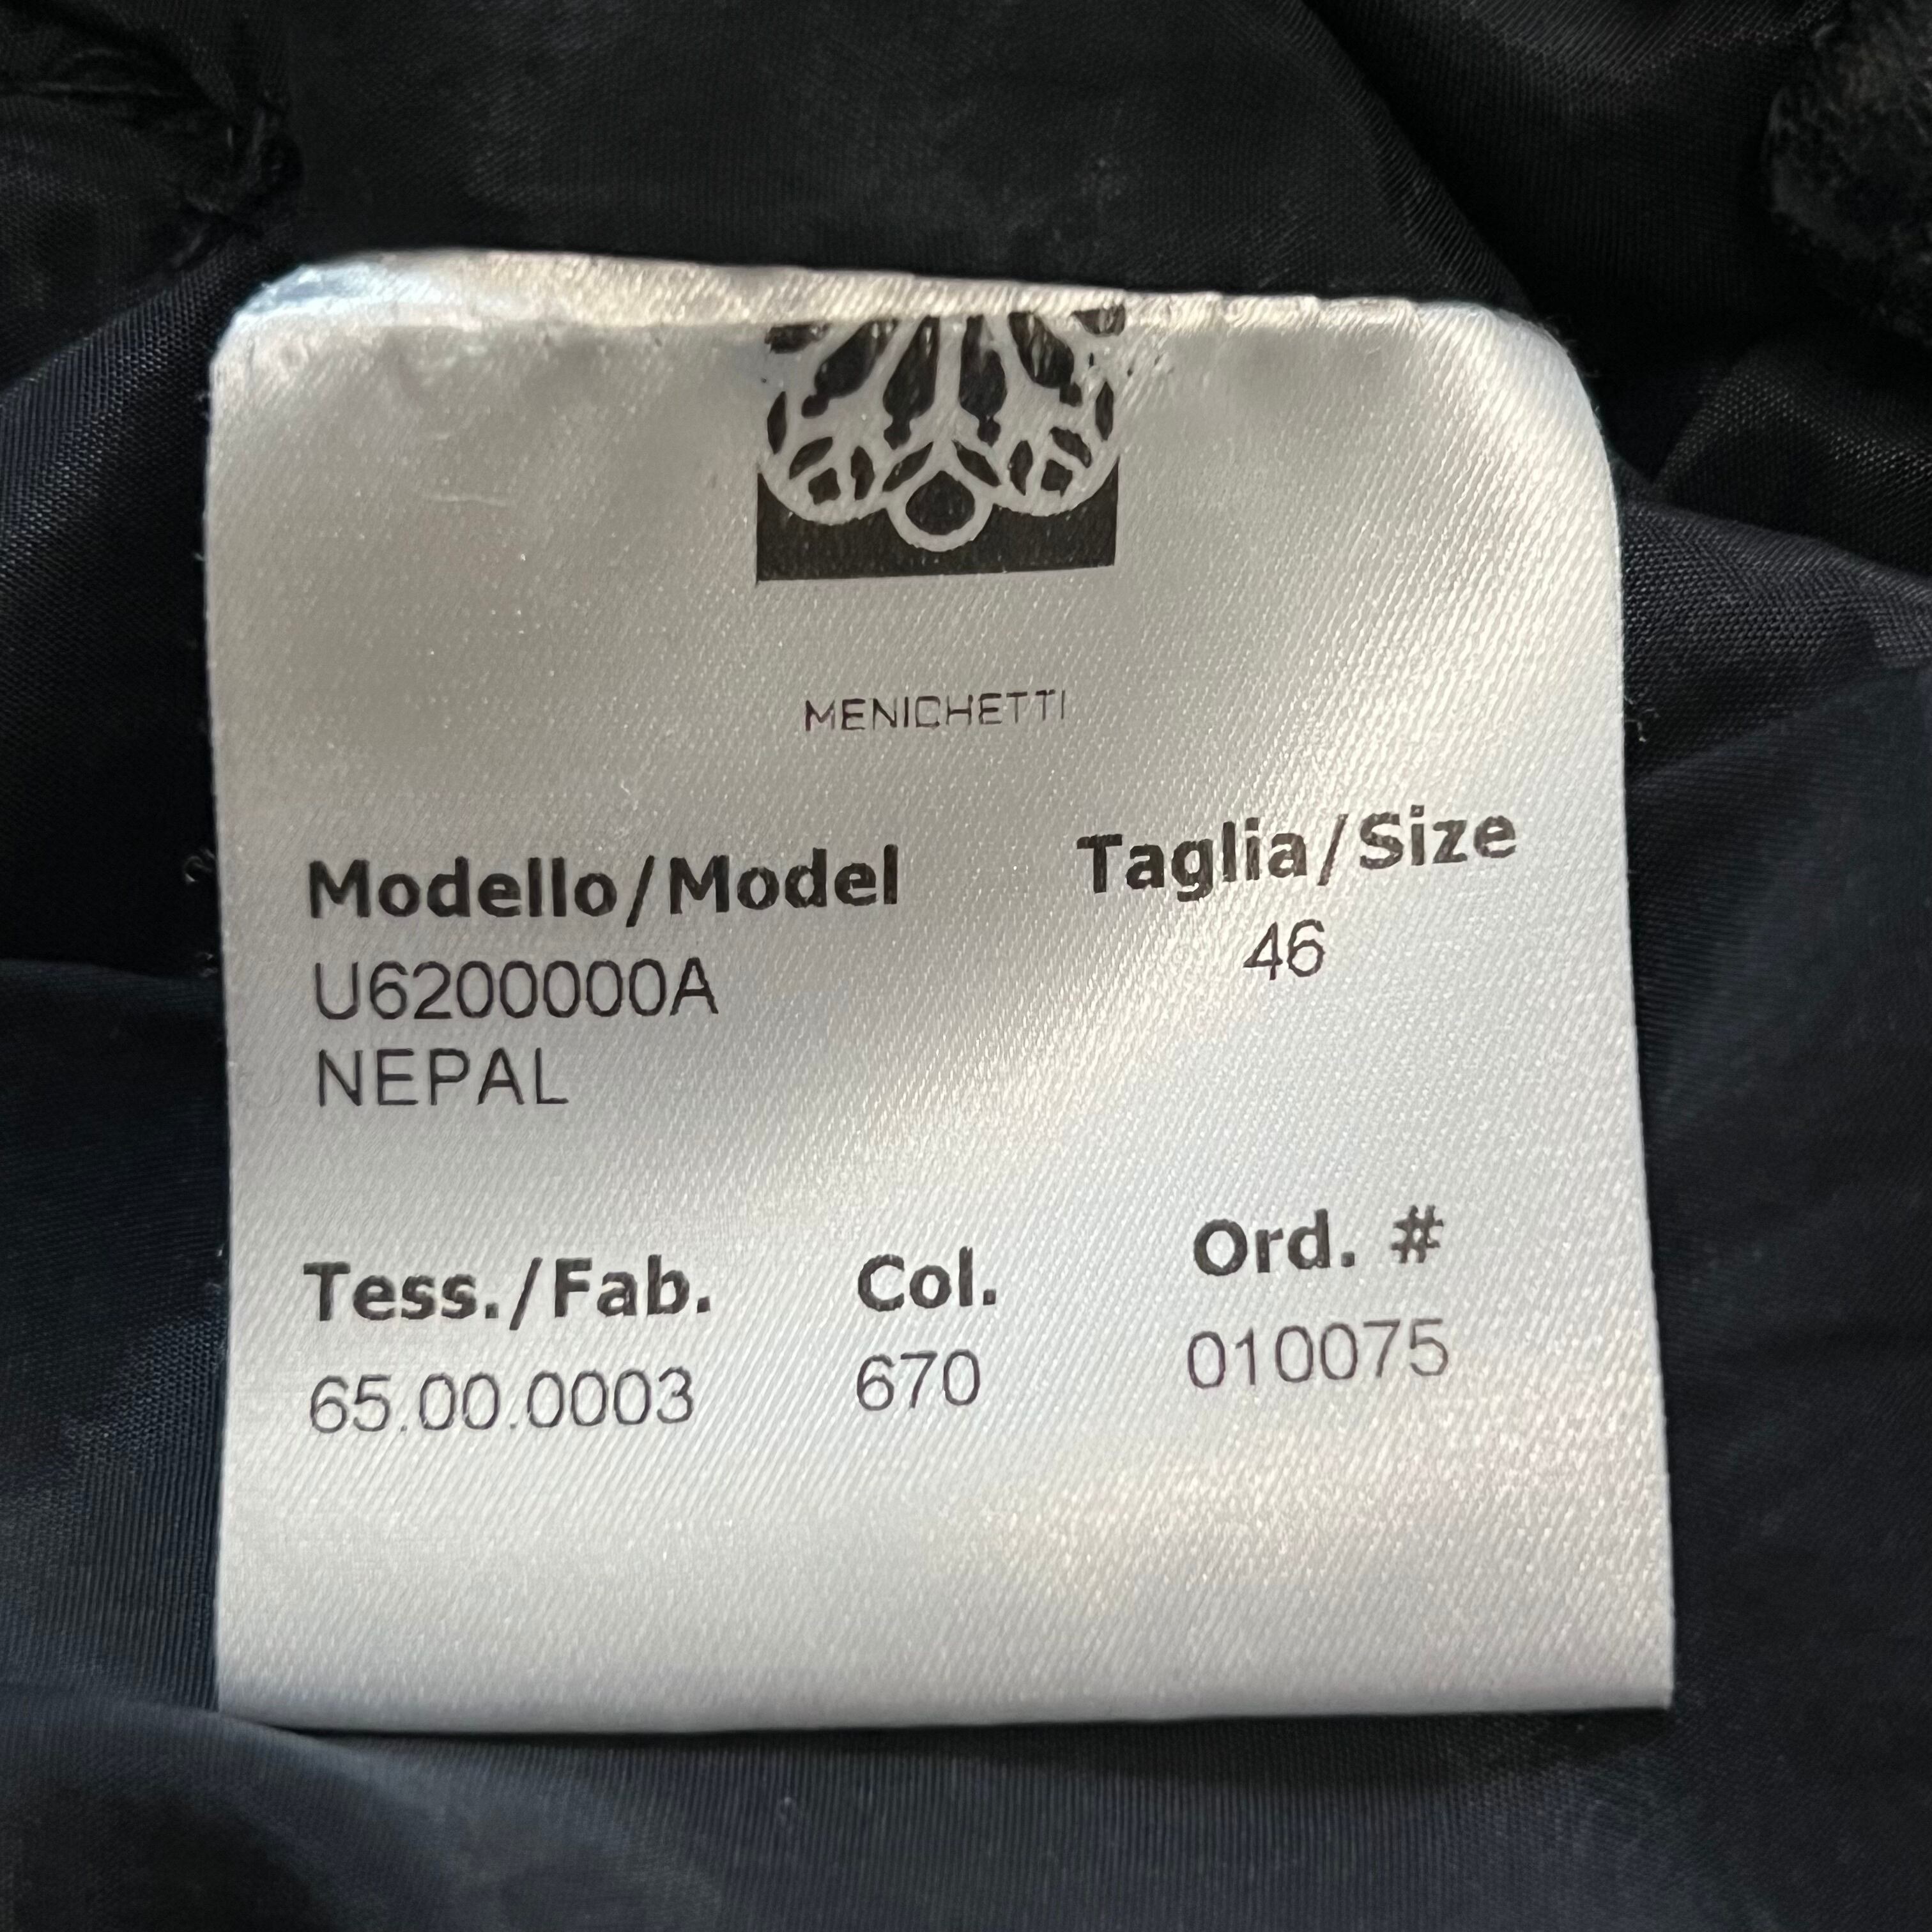 MENICHETTI
Modello/Model
U6200000A
NEPAL
Taglia/Size
46
Tess./Fab.
65.00.0003
Col.
670
Ord. #
010075